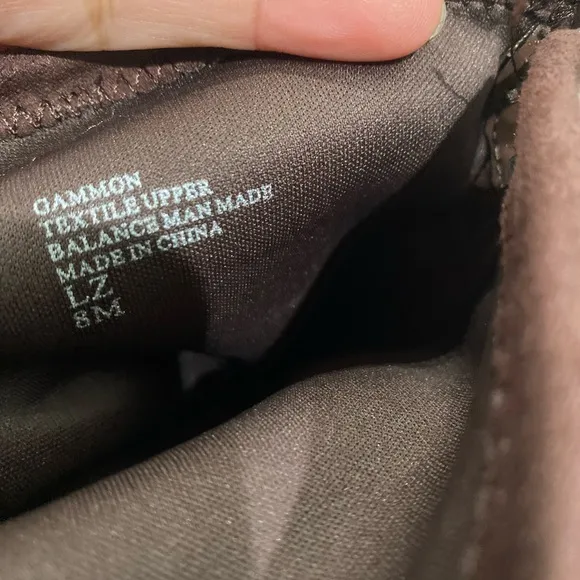 GAMMON
TEXTILE UPPER
BALANCE MAN MADE
MADE IN CHINA
LZ
8M